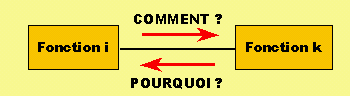 COMMENT ?
Fonction i
Fonction k
POURQUOI ?